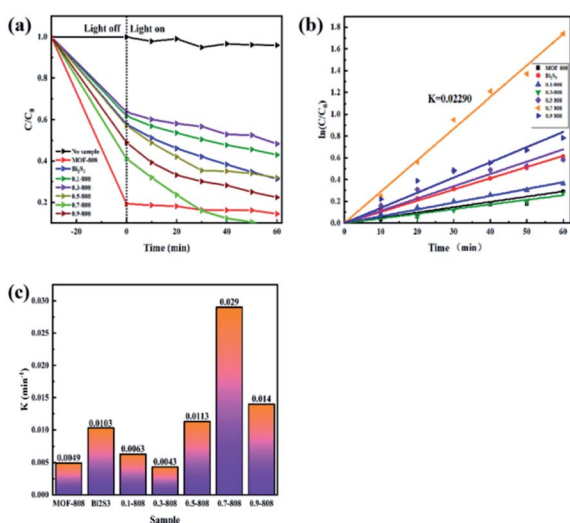 (a)
Light off
Light on
1.0
0.8
0.6
0.4
0.2
C/C0
No sample
MOF-808
Bi2S3
0.1-808
0.3-808
0.5-808
0.7-808
0.9-808
-20
0
20
40
60
Time (min)
(b)
1.8
1.6
1.4
1.2
1.0
0.8
0.6
0.4
0.2
0.0
ln(C/C0)
K=0.02290
MOF-808
Bi2S3
0.1-808
0.3-808
0.5-808
0.7-808
0.9-808
0
10
20
30
40
50
60
Time (min)
(c)
0.030
0.025
0.020
0.015
0.010
0.005
0.000
K (min-1)
0.0049
0.0103
0.0063
0.0043
0.0113
0.029
0.014
MOF-808
Bi2S3
0.1-808
0.3-808
0.5-808
0.7-808
0.9-808
Sample